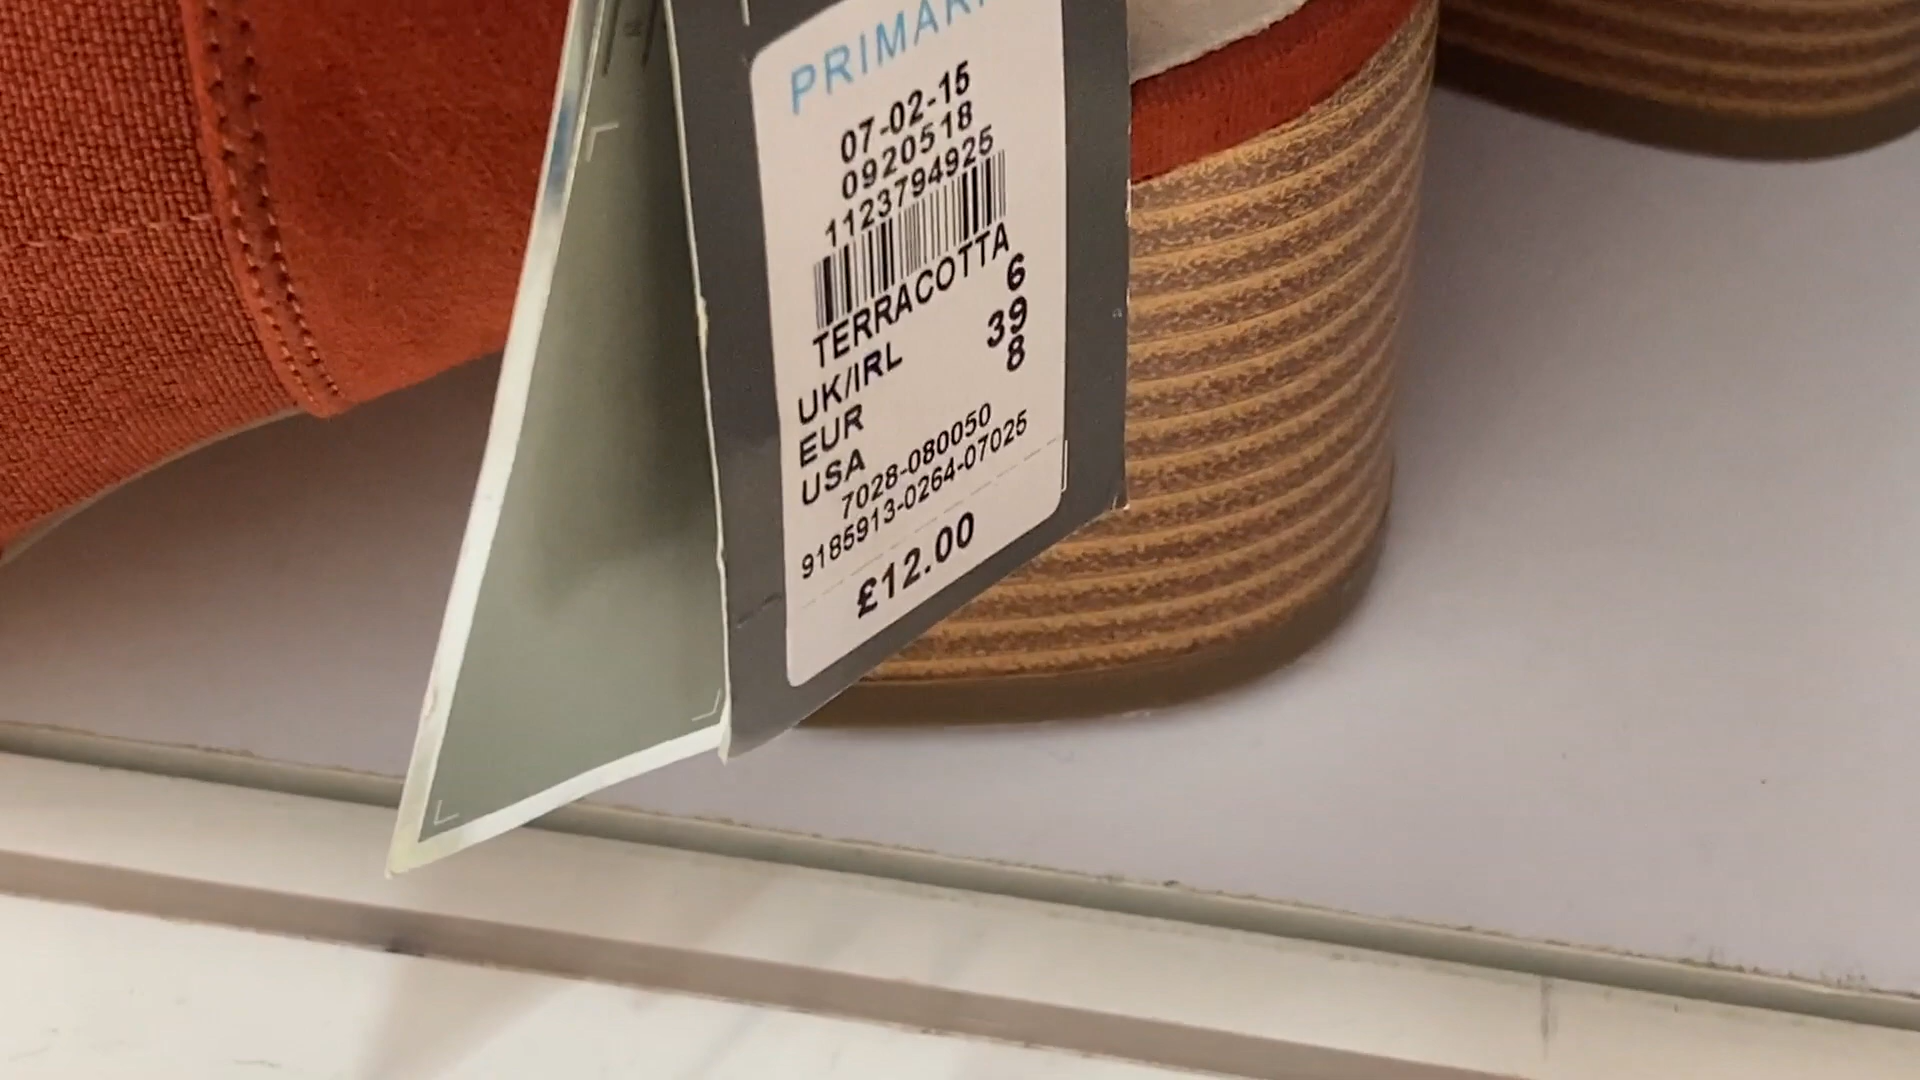 PRIMARK
07-02-15
0920518
1123794925
TERRACOTTA
UK/IRL 6
EUR 39
USA 8
7028-080050
9185913-0264-07025
£12.00